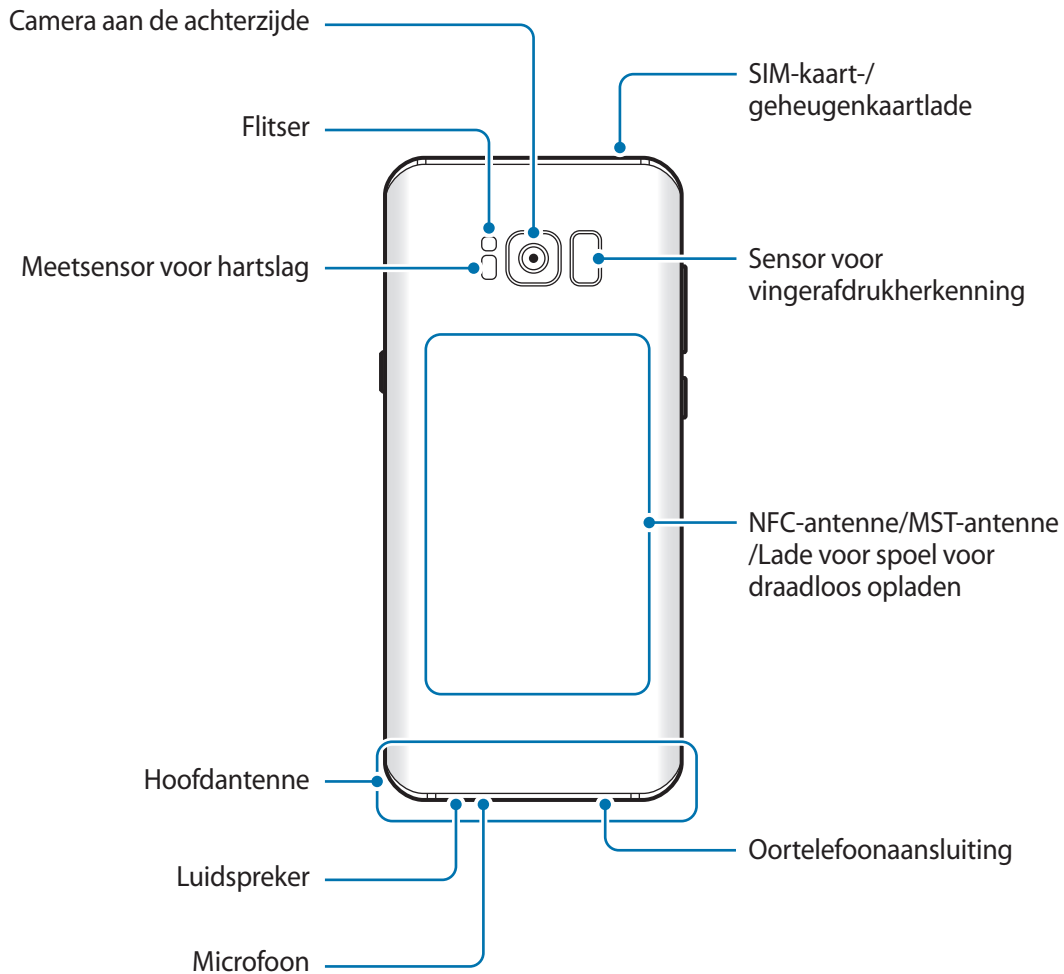 Camera aan de achterzijde
SIM-kaart-/
geheugenkaartlade
Flitser
Meetsensor voor hartslag
Sensor voor
vingerafdrukherkenning
NFC-antenne/MST-antenne
/Lade voor spoel voor
draadloos opladen
Hoofdantenne
Oortelefoonaansluiting
Luidspreker
Microfoon